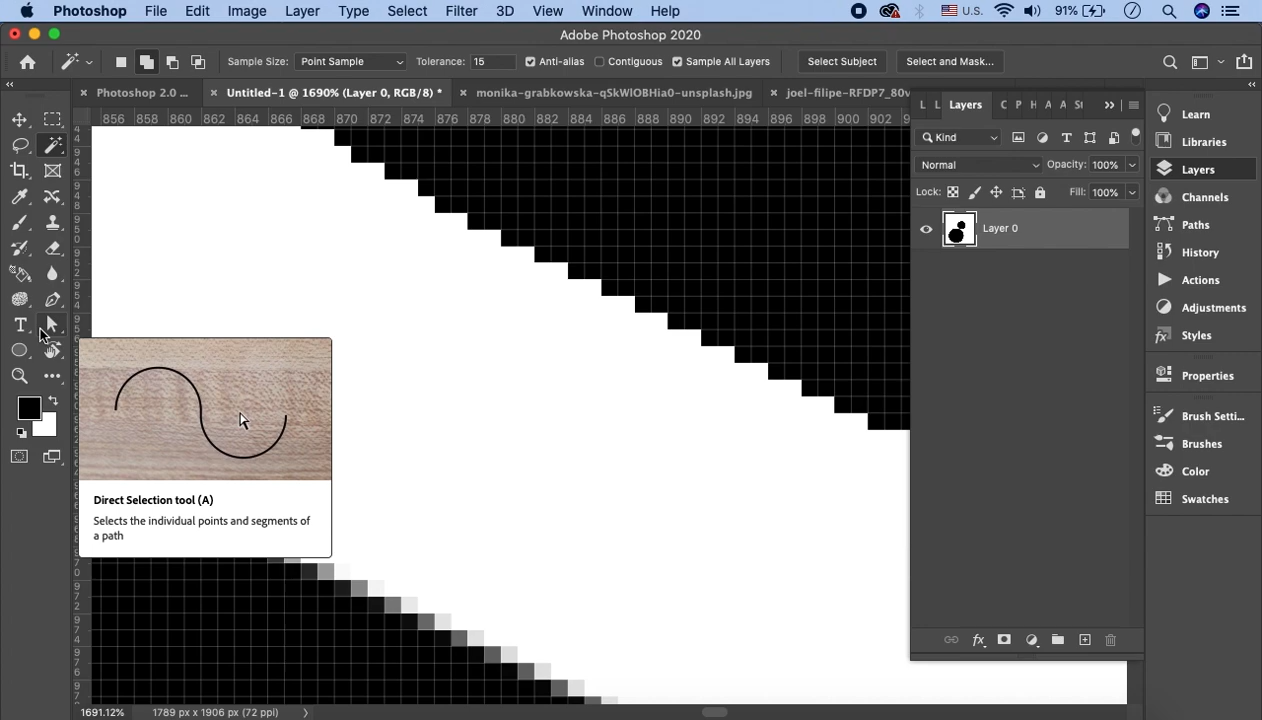 Photoshop File Edit Image Layer Type Select Filter 3D View Window Help U.S. 91%
Adobe Photoshop 2020
Sample Size: Point Sample Tolerance: 15 Anti-alias Contiguous Sample All Layers Select Subject Select and Mask...
Photoshop 2.0 ... Untitled-1 @ 1690% (Layer 0, RGB/8) * monika-grabkowska-qSkWIOBHia0-unsplash.jpg joel-filipe-RFDP7_80v
856 858 860 862 864 866 868 870 872 874 876 878 880 882 884 886 888 890 892 894 896 898 900 902
Layers
Kind
Normal Opacity: 100%
Lock: Fill: 100%
Layer 0
Learn
Libraries
Layers
Channels
Paths
History
Actions
Adjustments
Styles
Properties
Brush Setti...
Brushes
Color
Swatches
Direct Selection tool (A)
Selects the individual points and segments of
a path
1691.12% 1789 px x 1906 px (72 ppi)